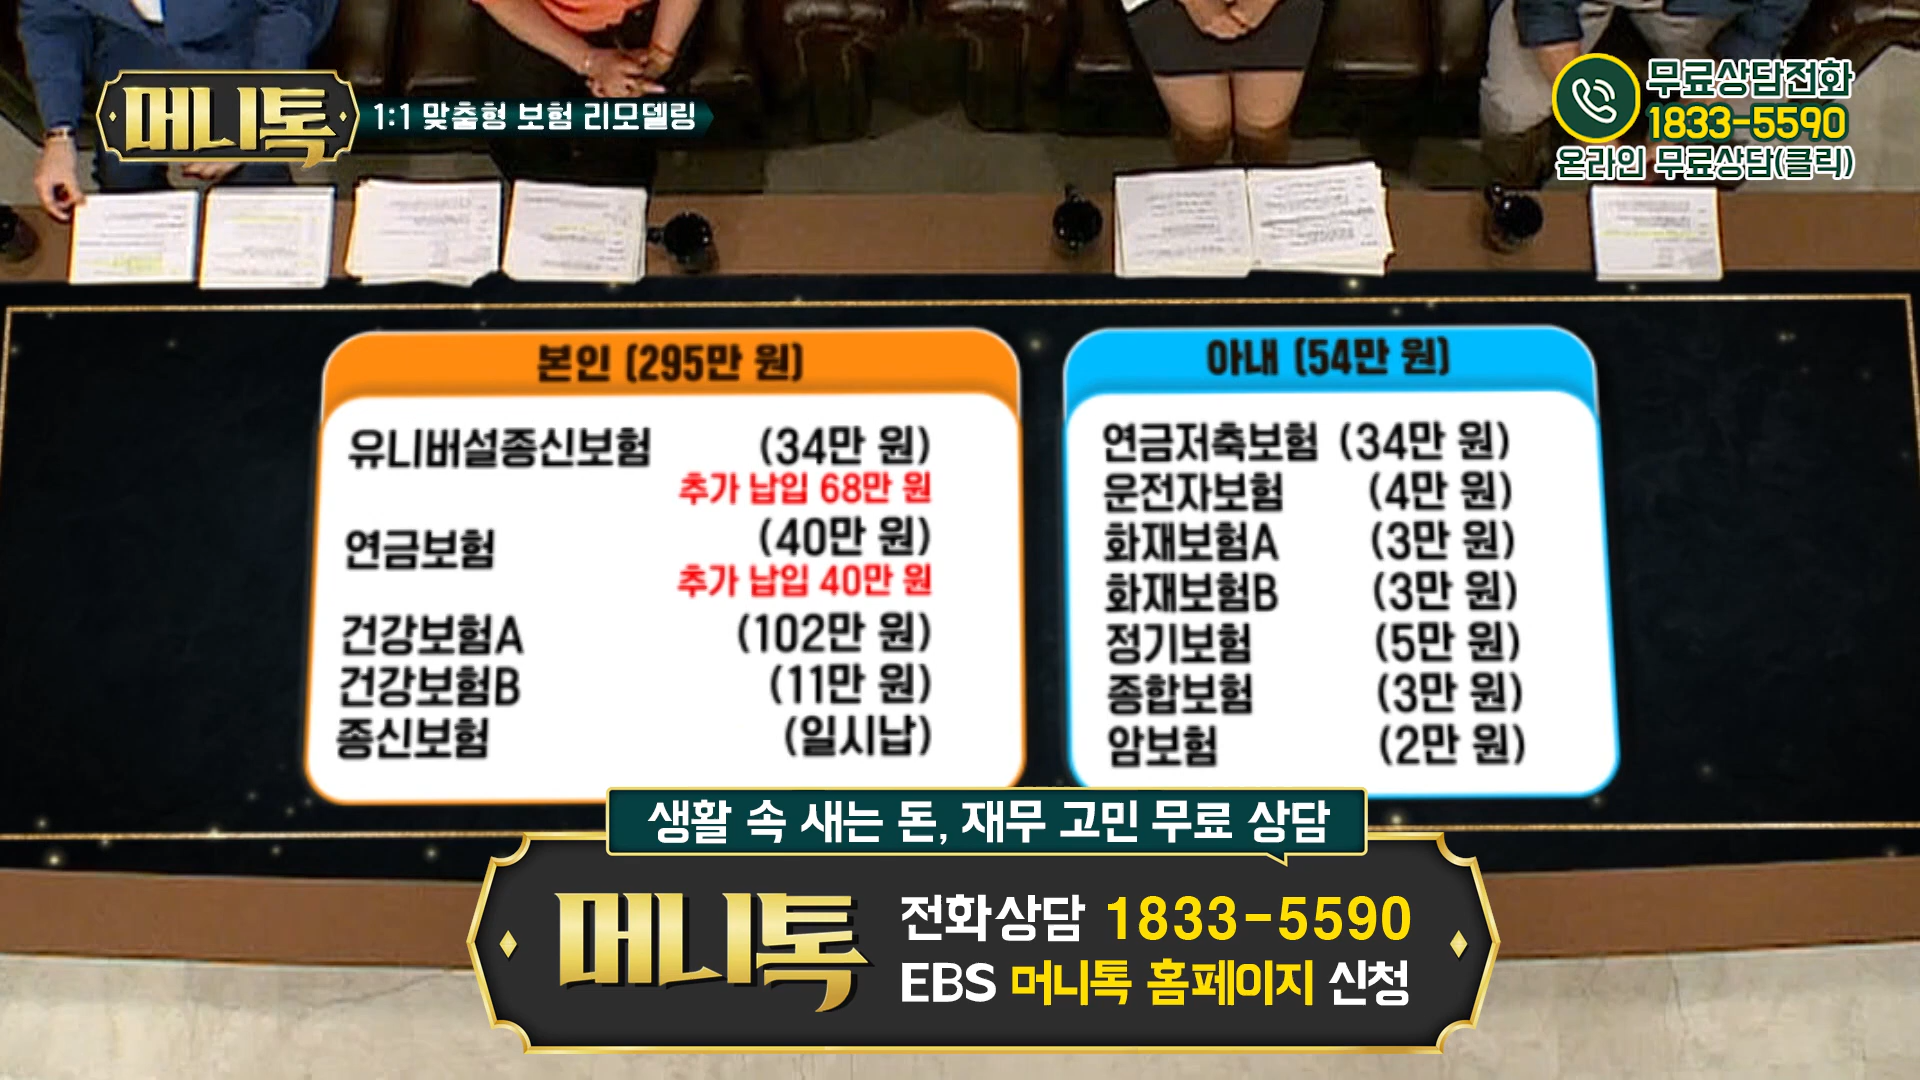 머니톡
1:1 맞춤형 보험 리모델링
무료상담전화
1833-5590
온라인 무료상담(클릭)
본인 (295만 원)
유니버설종신보험 (34만 원)
추가 납입 68만 원
연금보험 (40만 원)
추가 납입 40만 원
건강보험A (102만 원)
건강보험B (11만 원)
종신보험 (일시납)
아내 (54만 원)
연금저축보험 (34만 원)
운전자보험 (4만 원)
화재보험A (3만 원)
화재보험B (3만 원)
정기보험 (5만 원)
종합보험 (3만 원)
암보험 (2만 원)
생활 속 새는 돈, 재무 고민 무료 상담
머니톡
전화상담 1833-5590
EBS 머니톡 홈페이지 신청